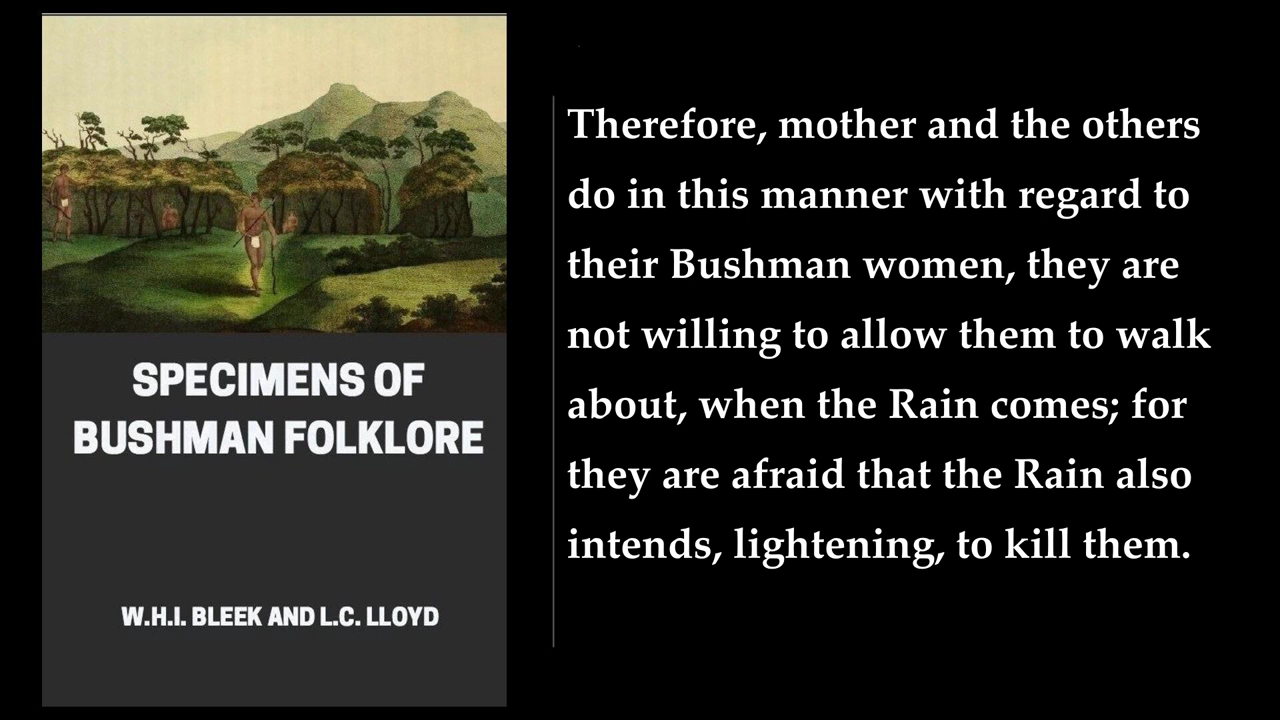 SPECIMENS OF
BUSHMAN FOLKLORE
W.H.I. BLEEK AND L.C. LLOYD
Therefore, mother and the others
do in this manner with regard to
their Bushman women, they are
not willing to allow them to walk
about, when the Rain comes; for
they are afraid that the Rain also
intends, lightening, to kill them.